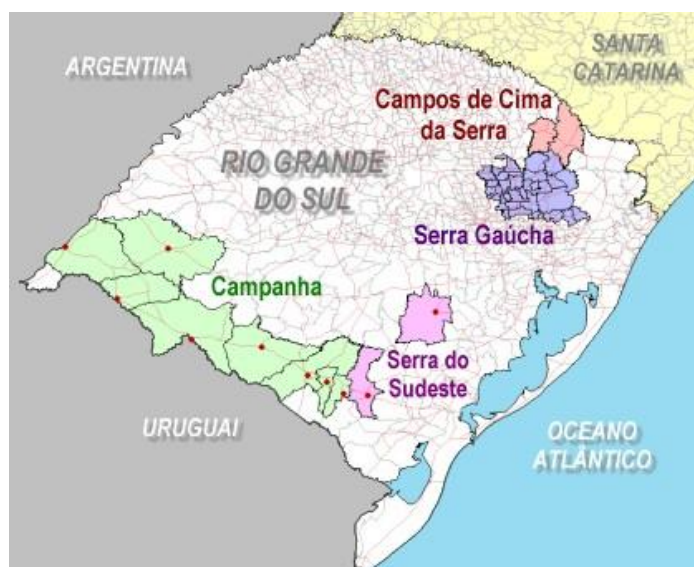 ARGENTINA
SANTA
CATARINA
Campos de Cima
da Serra
RIO GRANDE
DO SUL
Serra Gaúcha
Campanha
Serra do
Sudeste
URUGUAI
OCEANO
ATLÂNTICO